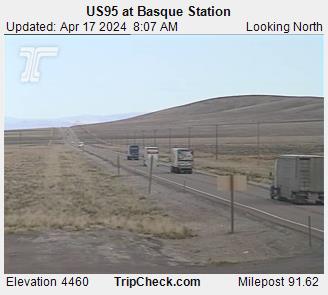 US95 at Basque Station
Updated: Apr 17 2024 8:07 AM Looking North
Elevation 4460 TripCheck.com Milepost 91.62